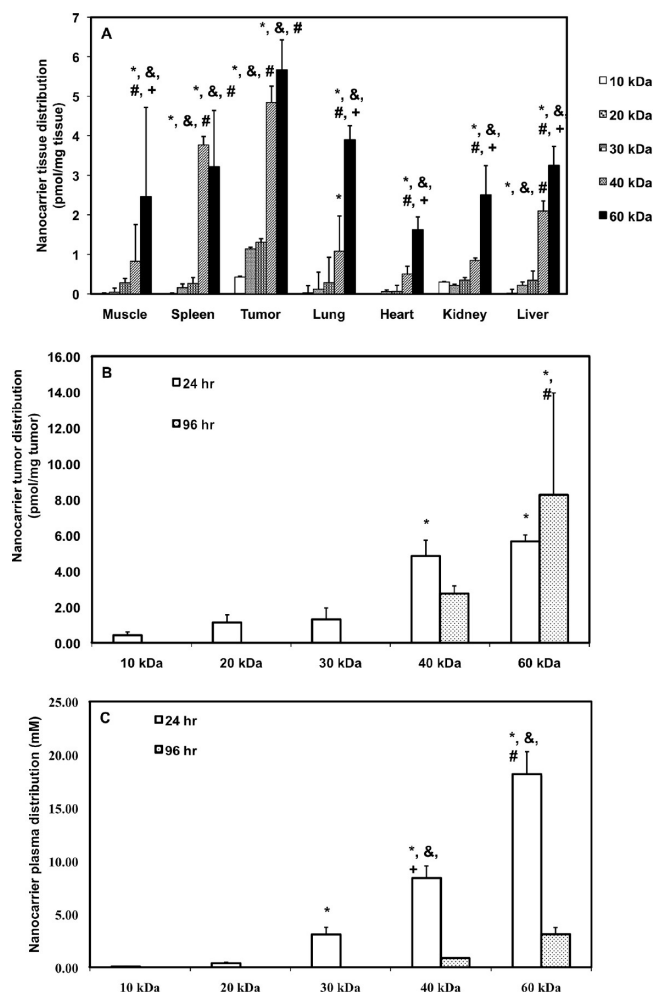 A
Nanocarrier tissue distribution
(pmol/mg tissue)
7
6
5
4
3
2
1
0
*, &,
#, +
*, &, #
*, &, #
*, &, #
*, &, #
*, &,
#, +
*
*, &,
#, +
*, &,
#, +
*, &,
#, +
*, &, #
Muscle Spleen Tumor Lung Heart Kidney Liver
10 kDa
20 kDa
30 kDa
40 kDa
60 kDa
B
Nanocarrier tumor distribution
(pmol/mg tumor)
16.00
14.00
12.00
10.00
8.00
6.00
4.00
2.00
0.00
24 hr
96 hr
*
*
*,
#
10 kDa 20 kDa 30 kDa 40 kDa 60 kDa
C
Nanocarrier plasma distribution (mM)
25.00
20.00
15.00
10.00
5.00
0.00
24 hr
96 hr
*
*, &,
+
*, &,
#
10 kDa 20 kDa 30 kDa 40 kDa 60 kDa